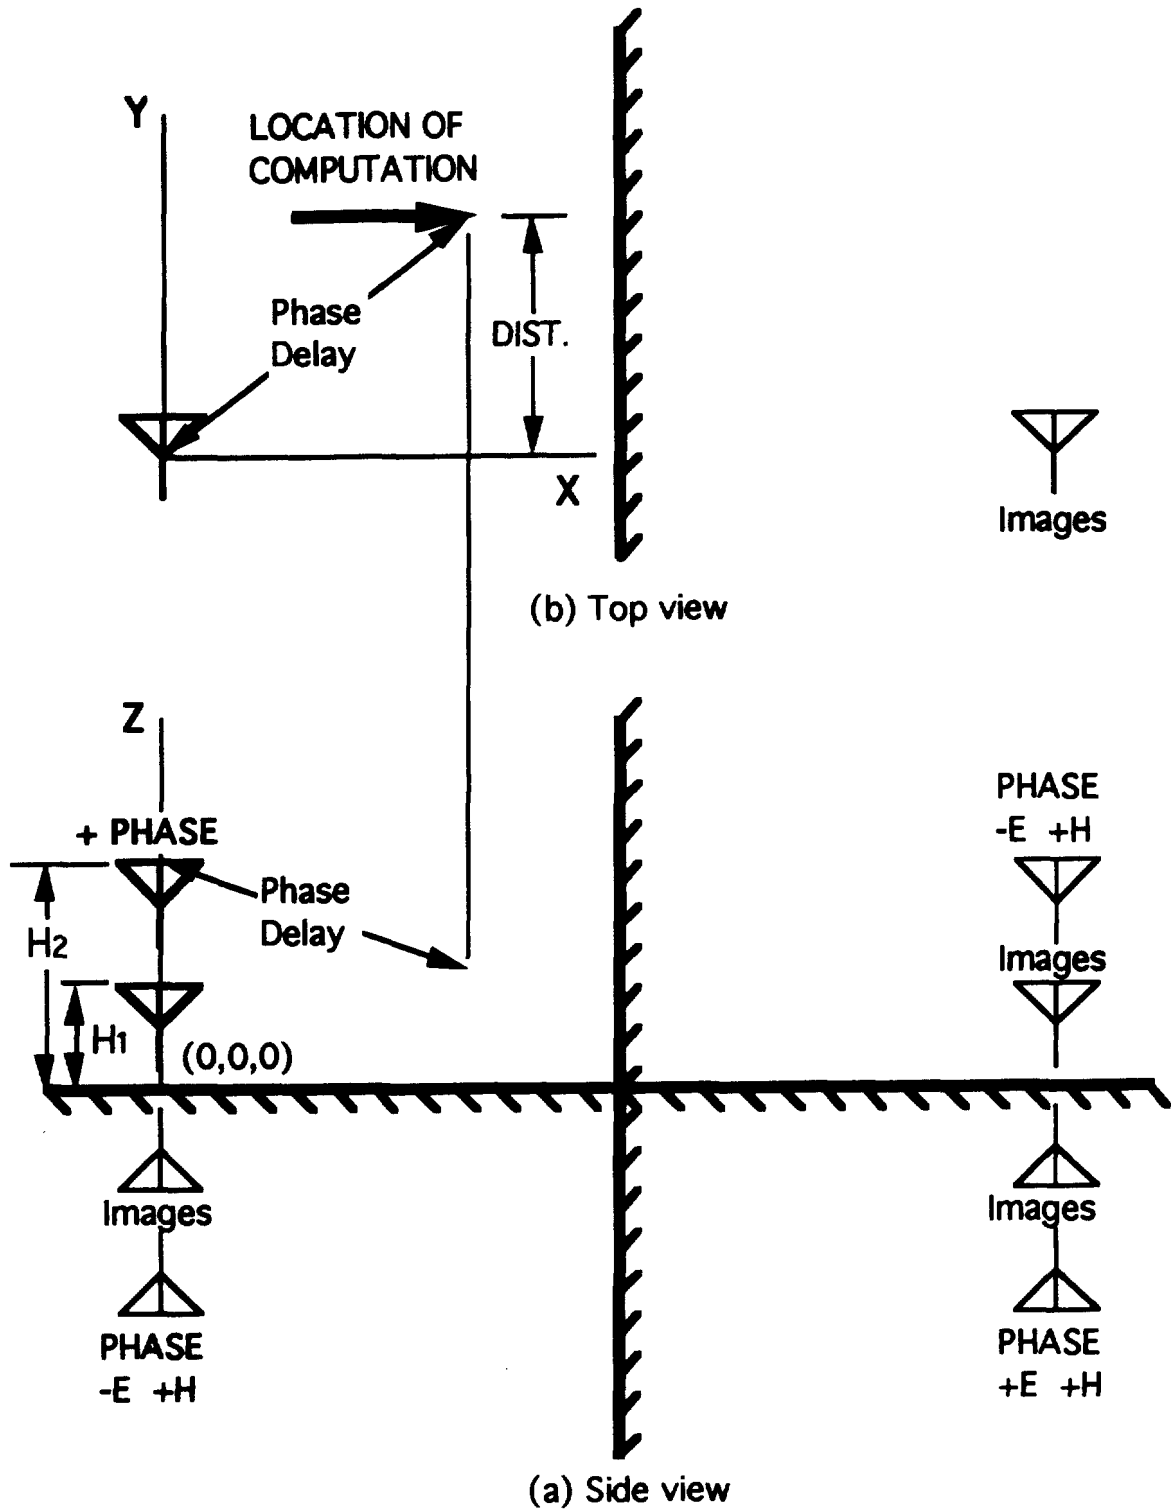 Y
LOCATION OF
COMPUTATION
Phase
Delay
DIST.
X
Images
(b) Top view
Z
+ PHASE
PHASE
-E +H
Phase
Delay
H2
Images
H1
(0,0,0)
Images
Images
PHASE
-E +H
PHASE
+E +H
(a) Side view